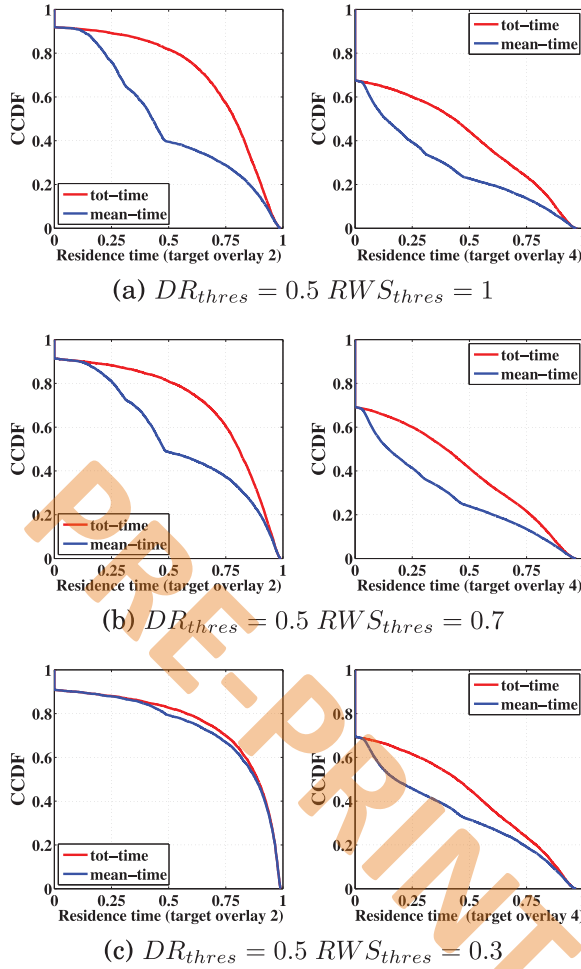 1
0.8
0.6
0.4
0.2
0
CCDF
tot-time
mean-time
0 0.25 0.5 0.75 1
Residence time (target overlay 2)
1
0.8
0.6
0.4
0.2
0
CCDF
tot-time
mean-time
0 0.25 0.5 0.75 1
Residence time (target overlay 4)
(a) DR_thres = 0.5 RWS_thres = 1
1
0.8
0.6
0.4
0.2
0
CCDF
tot-time
mean-time
0 0.25 0.5 0.75 1
Residence time (target overlay 2)
1
0.8
0.6
0.4
0.2
0
CCDF
tot-time
mean-time
0 0.25 0.5 0.75
Residence time (target overlay 4)
(b) DR_thres = 0.5 RWS_thres = 0.7
1
0.8
0.6
0.4
0.2
0
CCDF
tot-time
mean-time
0 0.25 0.5 0.75 1
Residence time (target overlay 2)
1
0.8
0.6
0.4
0.2
0
CCDF
tot-time
mean-time
0 0.25 0.5 0.75
Residence time (target overlay 4)
(c) DR_thres = 0.5 RWS_thres = 0.3
PRE-PRINT